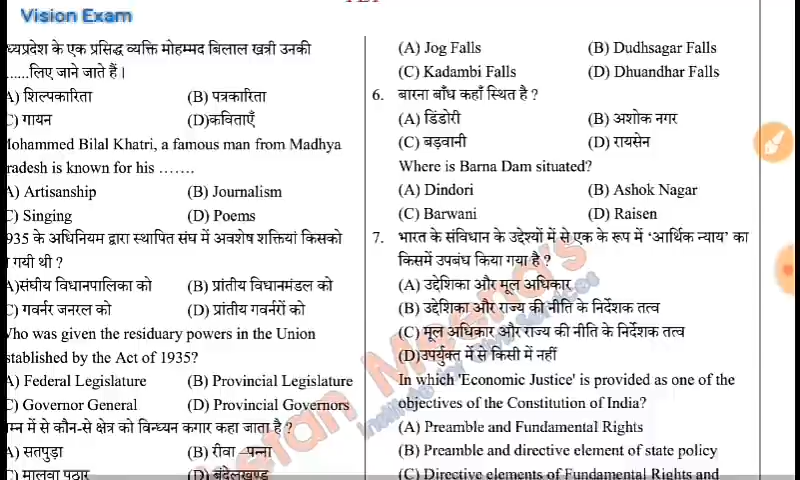 Vision Exam
ध्यप्रदेश के एक प्रसिद्ध व्यक्ति मोहम्मद बिलाल खत्री उनकी
......लिए जाने जाते हैं।
A) शिल्पकारिता (B) पत्रकारिता
C) गायन (D)कविताएँ
Mohammed Bilal Khatri, a famous man from Madhya
radesh is known for his …….
A) Artisanship (B) Journalism
C) Singing (D) Poems
935 के अधिनियम द्वारा स्थापित संघ में अवशेष शक्तियां किसको
गयी थी ?
A)संघीय विधानपालिका को (B) प्रांतीय विधानमंडल को
C) गवर्नर जनरल को (D) प्रांतीय गवर्नरों को
Who was given the residuary powers in the Union
stablished by the Act of 1935?
A) Federal Legislature (B) Provincial Legislature
C) Governor General (D) Provincial Governors
म्न में से कौन-से क्षेत्र को विन्ध्यन कगार कहा जाता है ?
A) सतपुड़ा (B) रीवा –पन्ना
C) मालवा पठार (D) बुंदेलखण्ड
(A) Jog Falls (B) Dudhsagar Falls
(C) Kadambi Falls (D) Dhuandhar Falls
6. बारना बाँध कहाँ स्थित है ?
(A) डिंडोरी (B) अशोक नगर
(C) बड़वानी (D) रायसेन
Where is Barna Dam situated?
(A) Dindori (B) Ashok Nagar
(C) Barwani (D) Raisen
7. भारत के संविधान के उद्देश्यों में से एक के रूप में ‘आर्थिक न्याय’ का
किसमें उपबंध किया गया है ?
(A) उद्देशिका और मूल अधिकार
(B) उद्देशिका और राज्य की नीति के निर्देशक तत्व
(C) मूल अधिकार और राज्य की नीति के निर्देशक तत्व
(D)उपर्युक्त में से किसी में नहीं
In which 'Economic Justice' is provided as one of the
objectives of the Constitution of India?
(A) Preamble and Fundamental Rights
(B) Preamble and directive element of state policy
(C) Directive elements of Fundamental Rights and